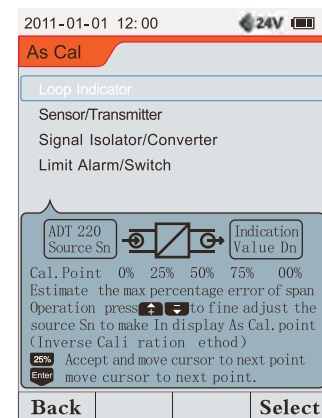 2011-01-01 12:00 24V
As Cal
Loop Indicator
Sensor/Transmitter
Signal Isolator/Converter
Limit Alarm/Switch
ADT 220 Indication
Source Sn Value Dn
Cal. Point 0% 25% 50% 75% 00%
Estimate the max percentage error of span
Operation press to fine adjust the
source Sn to make In display As Cal. point
(Inverse Cali ration ethod)
25% Accept and move cursor to next point
Enter move cursor to next point.
Back Select